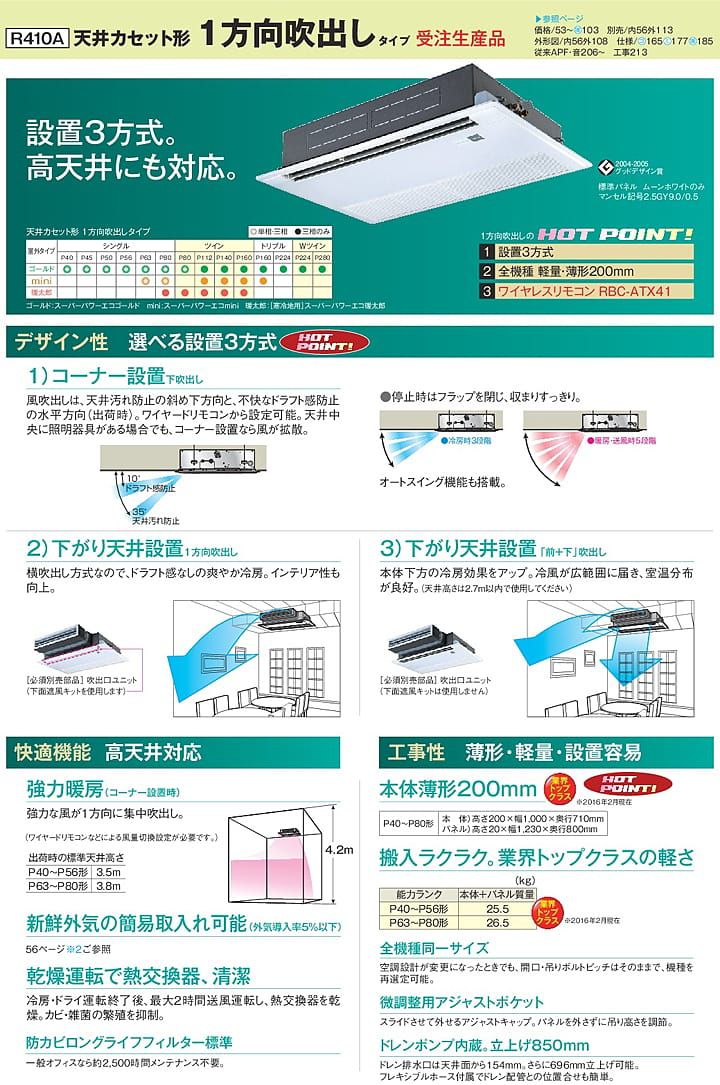 R410A 天井カセット形 1方向吹出しタイプ 受注生産品
▶参照ページ
価格/53〜㊕103 別売/内56外113
外形図/内56外108 仕様/165 177 185
従来APF・音206〜 工事213
設置3方式。
高天井にも対応。
2004-2005
グッドデザイン賞
標準パネル ムーンホワイトのみ
マンセル記号2.5GY9.0/0.5
天井カセット形 1方向吹出しタイプ
◎単相・三相 ●三相のみ
室外タイプ シングル ツイン トリプル Wツイン
P40 P45 P50 P56 P63 P80 P80 P112 P140 P160 P160 P224 P224 P280
ゴールド ◎ ◎ ◎ ◎ ◎ ◎ ◎ ● ● ● ● ● ● ●
mini
暖太郎
ゴールド:スーパーパワーエコゴールド mini:スーパーパワーエコmini 暖太郎:[寒冷地用]スーパーパワーエコ暖太郎
1方向吹出しの HOT POINT!
1 設置3方式
2 全機種 軽量・薄形200mm
3 ワイヤレスリモコン RBC-ATX41
デザイン性 選べる設置3方式 HOT POINT!
1）コーナー設置下吹出し
風吹出しは、天井汚れ防止の斜め下方向と、不快なドラフト感防止
の水平方向（出荷時）。ワイヤードリモコンから設定可能。天井中
央に照明器具がある場合でも、コーナー設置なら風が拡散。
10°
ドラフト感防止
35°
天井汚れ防止
●停止時はフラップを閉じ、収まりすっきり。
●冷房時3段階
●暖房・送風時5段階
オートスイング機能も搭載。
2）下がり天井設置1方向吹出し
横吹出し方式なので、ドラフト感なしの爽やか冷房。インテリア性も
向上。
[必須別売部品] 吹出口ユニット
（下面遮風キットを使用します）
3）下がり天井設置「前+下」吹出し
本体下方の冷房効果をアップ。冷風が広範囲に届き、室温分布
が良好。（天井高さは2.7m以内で使用してください）
[必須別売部品] 吹出口ユニット
（下面遮風キットは使用しません）
快適機能 高天井対応
強力暖房（コーナー設置時）
強力な風が1方向に集中吹出し。
（ワイヤードリモコンなどによる風量切換設定が必要です。）
出荷時の標準天井高さ
P40〜P56形 3.5m
P63〜P80形 3.8m
4.2m
新鮮外気の簡易取入れ可能（外気導入率5%以下）
56ページ※2ご参照
乾燥運転で熱交換器、清潔
冷房・ドライ運転終了後、最大2時間送風運転し、熱交換器を乾
燥。カビ・雑菌の繁殖を抑制。
防カビロングライフフィルター標準
一般オフィスなら約2,500時間メンテナンス不要。
工事性 薄形・軽量・設置容易
本体薄形200mm 業界トップクラス HOT POINT!
※2016年2月現在
P40〜P80形 本 体）高さ200×幅1,000×奥行710mm
パネル）高さ20×幅1,230×奥行800mm
搬入ラクラク。業界トップクラスの軽さ
（kg）
能力ランク 本体+パネル質量
P40〜P56形 25.5
P63〜P80形 26.5
業界トップクラス ※2016年2月現在
全機種同一サイズ
空調設計が変更になったときでも、開口・吊りボルトピッチはそのままで、機種を
再選定可能。
微調整用アジャストポケット
スライドさせて外せるアジャストキャップ。パネルを外さずに吊り高さを調節。
ドレンポンプ内蔵。立上げ850mm
ドレン排水口は天井面から154mm。さらに696mm立上げ可能。
フレキシブルホース付属でドレン配管との位置合せも簡単。